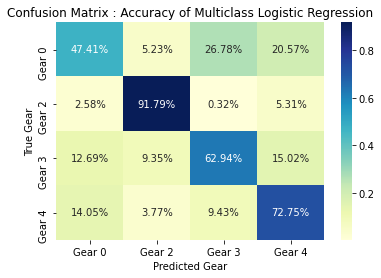 Confusion Matrix : Accuracy of Multiclass Logistic Regression
True Gear
Gear 0 47.41% 5.23% 26.78% 20.57%
Gear 2 2.58% 91.79% 0.32% 5.31%
Gear 3 12.69% 9.35% 62.94% 15.02%
Gear 4 14.05% 3.77% 9.43% 72.75%
Gear 0 Gear 2 Gear 3 Gear 4
Predicted Gear
0.8
0.6
0.4
0.2